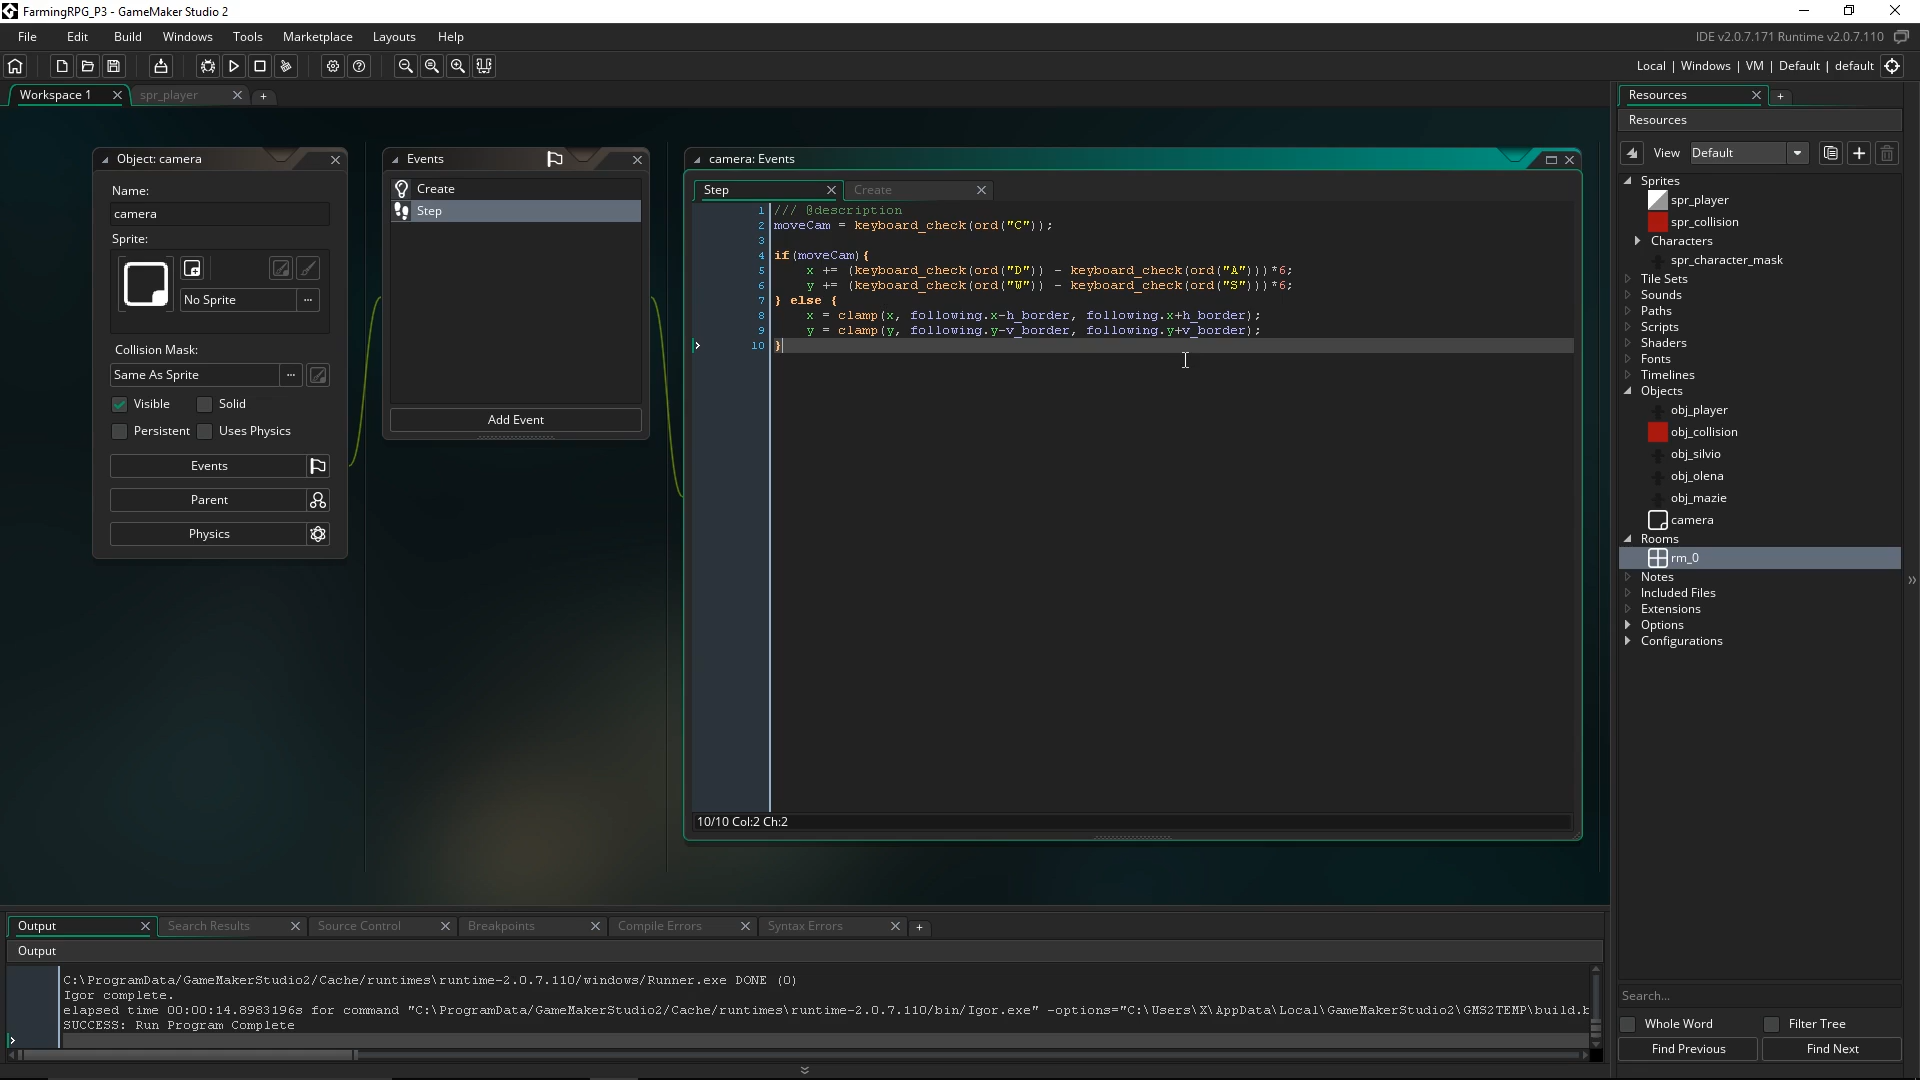 FarmingRPG_P3 - GameMaker Studio 2
File Edit Build Windows Tools Marketplace Layouts Help
IDE v2.0.7.171 Runtime v2.0.7.110
Local | Windows | VM | Default | default
Workspace 1
spr_player
Object: camera
Name:
camera
Sprite:
No Sprite
...
Collision Mask:
Same As Sprite
...
Visible
Solid
Persistent
Uses Physics
Events
Parent
Physics
Events
Create
Step
Add Event
camera: Events
Step
Create
1 /// @description
2 moveCam = keyboard_check(ord("C"));
3
4 if(moveCam){
5 x += (keyboard_check(ord("D")) - keyboard_check(ord("A")))*6;
6 y += (keyboard_check(ord("W")) - keyboard_check(ord("S")))*6;
7 } else {
8 x = clamp(x, following.x-h_border, following.x+h_border);
9 y = clamp(y, following.y-v_border, following.y+v_border);
10 }
10/10 Col:2 Ch:2
Resources
Resources
View Default
Sprites
spr_player
spr_collision
Characters
spr_character_mask
Tile Sets
Sounds
Paths
Scripts
Shaders
Fonts
Timelines
Objects
obj_player
obj_collision
obj_silvio
obj_olena
obj_mazie
camera
Rooms
rm_0
Notes
Included Files
Extensions
Options
Configurations
Search...
Whole Word
Filter Tree
Find Previous
Find Next
Output
Search Results
Source Control
Breakpoints
Compile Errors
Syntax Errors
Output
C:\ProgramData/GameMakerStudio2/Cache/runtimes\runtime-2.0.7.110/windows/Runner.exe DONE (0)
Igor complete.
elapsed time 00:00:14.8983196s for command "C:\ProgramData/GameMakerStudio2/Cache/runtimes\runtime-2.0.7.110/bin/Igor.exe" -options="C:\Users\X\AppData\Local\GameMakerStudio2\GMS2TEMP\build.b
SUCCESS: Run Program Complete